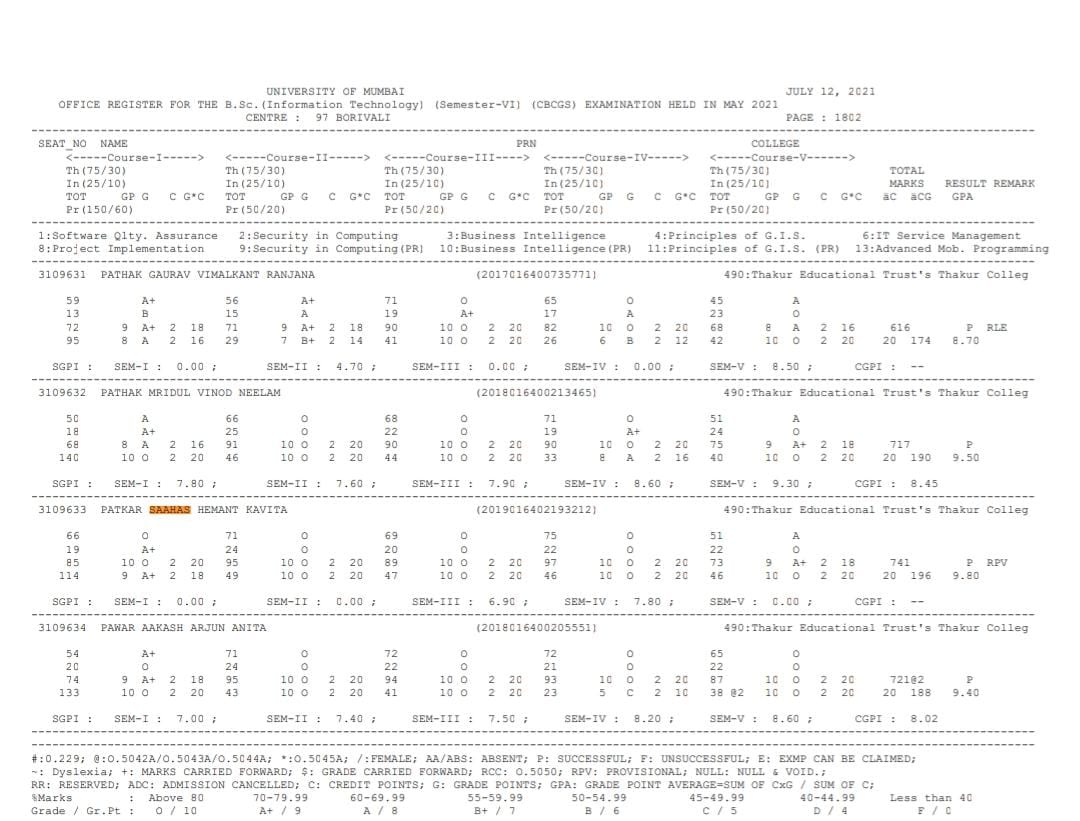 UNIVERSITY OF MUMBAI JULY 12, 2021
OFFICE REGISTER FOR THE B.Sc.(Information Technology) (Semester-VI) (CBCGS) EXAMINATION HELD IN MAY 2021
CENTRE : 97 BORIVALI PAGE : 1802
SEAT_NO NAME PRN COLLEGE
<-----Course-I-----> <-----Course-II-----> <-----Course-III----> <-----Course-IV-----> <-----Course-V------>
Th(75/30) Th(75/30) Th(75/30) Th(75/30) Th(75/30) TOTAL
In(25/10) In(25/10) In(25/10) In(25/10) In(25/10) MARKS RESULT REMARK
TOT GP G C G*C TOT GP G C G*C TOT GP G C G*C TOT GP G C G*C TOT GP G C G*C äC äCG GPA
Pr(150/60) Pr(50/20) Pr(50/20) Pr(50/20) Pr(50/20)
1:Software Qlty. Assurance 2:Security in Computing 3:Business Intelligence 4:Principles of G.I.S. 6:IT Service Management
8:Project Implementation 9:Security in Computing(PR) 10:Business Intelligence(PR) 11:Principles of G.I.S. (PR) 13:Advanced Mob. Programming
3109631 PATHAK GAURAV VIMALKANT RANJANA (2017016400735771) 490:Thakur Educational Trust's Thakur Colleg
59 A+ 56 A+ 71 O 65 O 45 A
13 B 15 A 19 A+ 17 A 23 O
72 9 A+ 2 18 71 9 A+ 2 18 90 10 O 2 20 82 10 O 2 20 68 8 A 2 16 616 P RLE
95 8 A 2 16 29 7 B+ 2 14 41 10 O 2 20 26 6 B 2 12 42 10 O 2 20 20 174 8.70
SGPI : SEM-I : 0.00 ; SEM-II : 4.70 ; SEM-III : 0.00 ; SEM-IV : 0.00 ; SEM-V : 8.50 ; CGPI : --
3109632 PATHAK MRIDUL VINOD NEELAM (2018016400213465) 490:Thakur Educational Trust's Thakur Colleg
50 A 66 O 68 O 71 O 51 A
18 A+ 25 O 22 O 19 A+ 24 O
68 8 A 2 16 91 10 O 2 20 90 10 O 2 20 90 10 O 2 20 75 9 A+ 2 18 717 P
140 10 O 2 20 46 10 O 2 20 44 10 O 2 20 33 8 A 2 16 40 10 O 2 20 20 190 9.50
SGPI : SEM-I : 7.80 ; SEM-II : 7.60 ; SEM-III : 7.90 ; SEM-IV : 8.60 ; SEM-V : 9.30 ; CGPI : 8.45
3109633 PATKAR SAAHAS HEMANT KAVITA (2019016402193212) 490:Thakur Educational Trust's Thakur Colleg
66 O 71 O 69 O 75 O 51 A
19 A+ 24 O 20 O 22 O 22 O
85 10 O 2 20 95 10 O 2 20 89 10 O 2 20 97 10 O 2 20 73 9 A+ 2 18 741 P RPV
114 9 A+ 2 18 49 10 O 2 20 47 10 O 2 20 46 10 O 2 20 46 10 O 2 20 20 196 9.80
SGPI : SEM-I : 0.00 ; SEM-II : 0.00 ; SEM-III : 6.90 ; SEM-IV : 7.80 ; SEM-V : 0.00 ; CGPI : --
3109634 PAWAR AAKASH ARJUN ANITA (2018016400205551) 490:Thakur Educational Trust's Thakur Colleg
54 A+ 71 O 72 O 72 O 65 O
20 O 24 O 22 O 21 O 22 O
74 9 A+ 2 18 95 10 O 2 20 94 10 O 2 20 93 10 O 2 20 87 10 O 2 20 721@2 P
133 10 O 2 20 43 10 O 2 20 41 10 O 2 20 23 5 C 2 10 38 @2 10 O 2 20 20 188 9.40
SGPI : SEM-I : 7.00 ; SEM-II : 7.40 ; SEM-III : 7.50 ; SEM-IV : 8.20 ; SEM-V : 8.60 ; CGPI : 8.02
#:0.229; @:O.5042A/O.5043A/O.5044A; *:O.5045A; /:FEMALE; AA/ABS: ABSENT; P: SUCCESSFUL; F: UNSUCCESSFUL; E: EXMP CAN BE CLAIMED;
~: Dyslexia; +: MARKS CARRIED FORWARD; $: GRADE CARRIED FORWARD; RCC: O.5050; RPV: PROVISIONAL; NULL: NULL & VOID.;
RR: RESERVED; ADC: ADMISSION CANCELLED; C: CREDIT POINTS; G: GRADE POINTS; GPA: GRADE POINT AVERAGE=SUM OF CxG / SUM OF C;
%Marks : Above 80 70-79.99 60-69.99 55-59.99 50-54.99 45-49.99 40-44.99 Less than 40
Grade / Gr.Pt : O / 10 A+ / 9 A / 8 B+ / 7 B / 6 C / 5 D / 4 F / 0